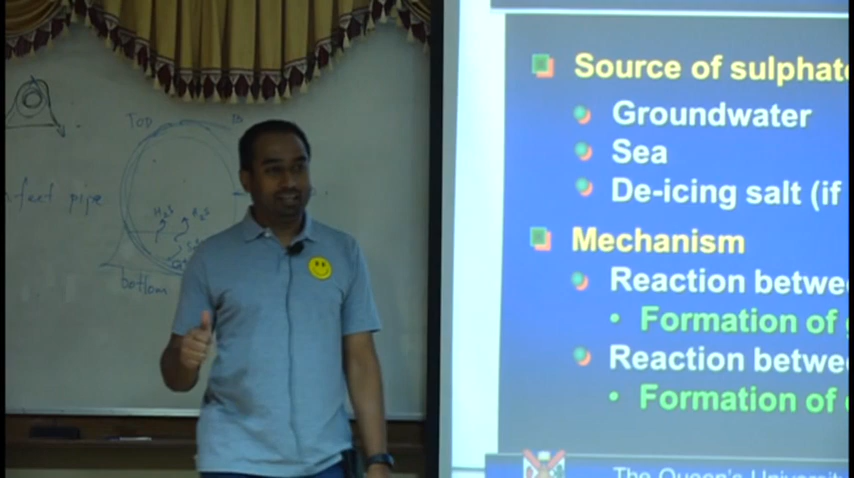 TOP
pipe
H2S H2S
bottom
Source of sulphate
Groundwater
Sea
De-icing salt (if
Mechanism
Reaction betwe
• Formation of
Reaction betwe
• Formation of
The Queen's University